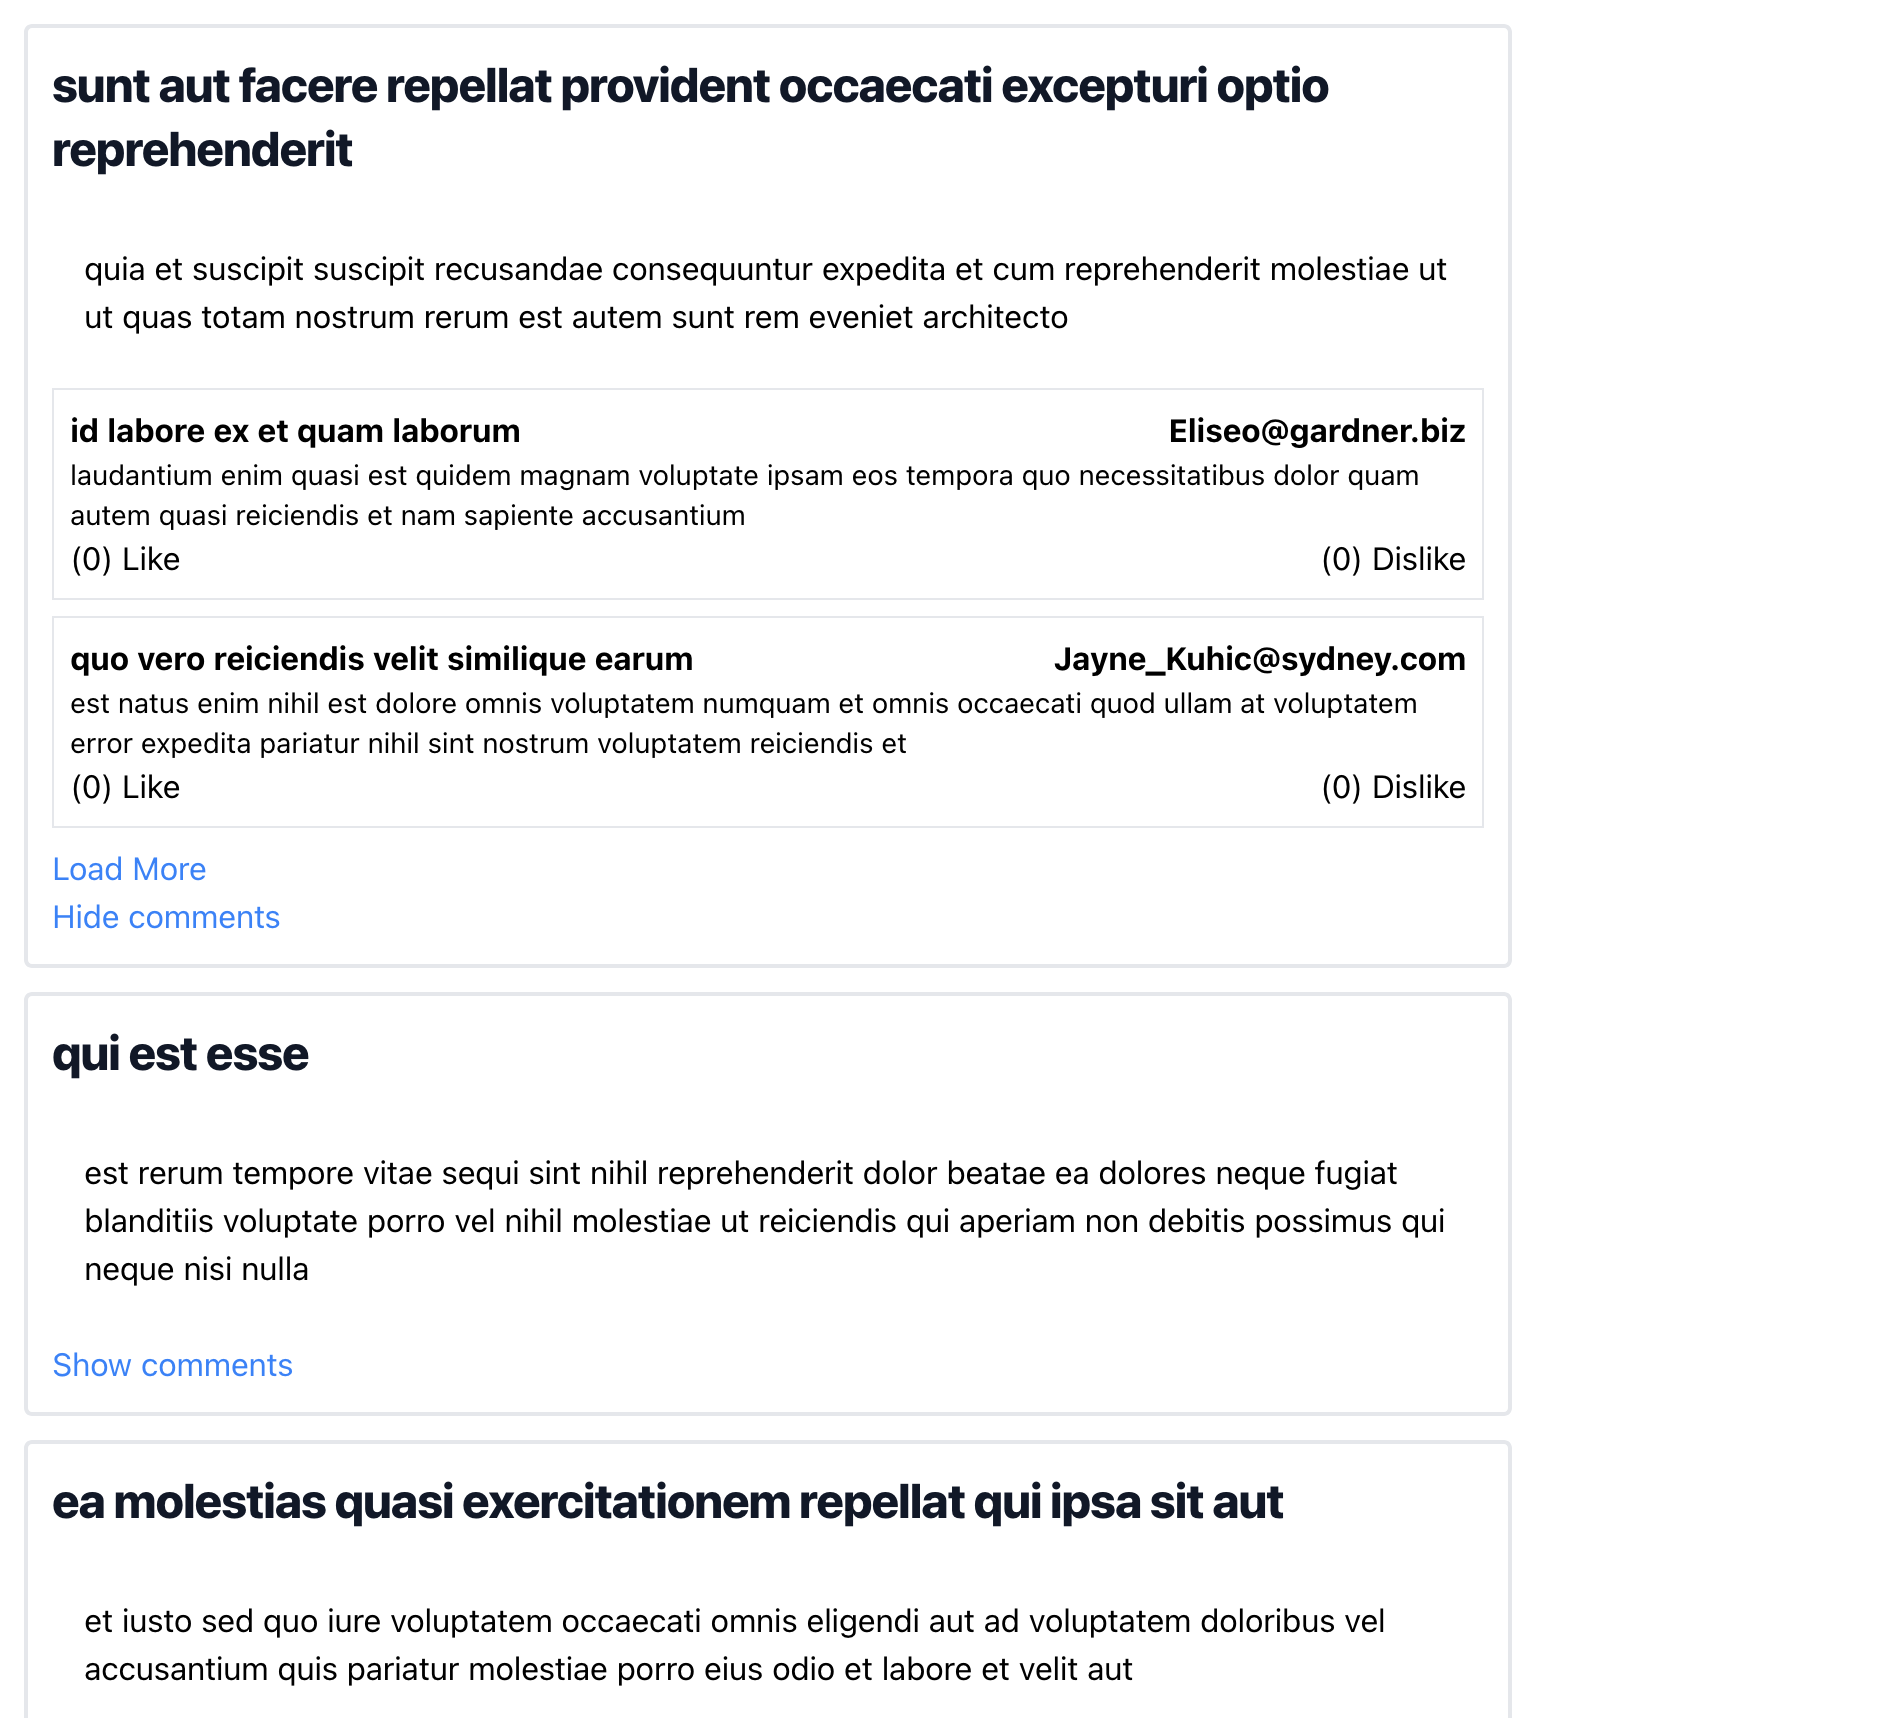 sunt aut facere repellat provident occaecati excepturi optio
reprehenderit
quia et suscipit suscipit recusandae consequuntur expedita et cum reprehenderit molestiae ut
ut quas totam nostrum rerum est autem sunt rem eveniet architecto
id labore ex et quam laborum Eliseo@gardner.biz
laudantium enim quasi est quidem magnam voluptate ipsam eos tempora quo necessitatibus dolor quam
autem quasi reiciendis et nam sapiente accusantium
(0) Like (0) Dislike
quo vero reiciendis velit similique earum Jayne_Kuhic@sydney.com
est natus enim nihil est dolore omnis voluptatem numquam et omnis occaecati quod ullam at voluptatem
error expedita pariatur nihil sint nostrum voluptatem reiciendis et
(0) Like (0) Dislike
Load More
Hide comments
qui est esse
est rerum tempore vitae sequi sint nihil reprehenderit dolor beatae ea dolores neque fugiat
blanditiis voluptate porro vel nihil molestiae ut reiciendis qui aperiam non debitis possimus qui
neque nisi nulla
Show comments
ea molestias quasi exercitationem repellat qui ipsa sit aut
et iusto sed quo iure voluptatem occaecati omnis eligendi aut ad voluptatem doloribus vel
accusantium quis pariatur molestiae porro eius odio et labore et velit aut